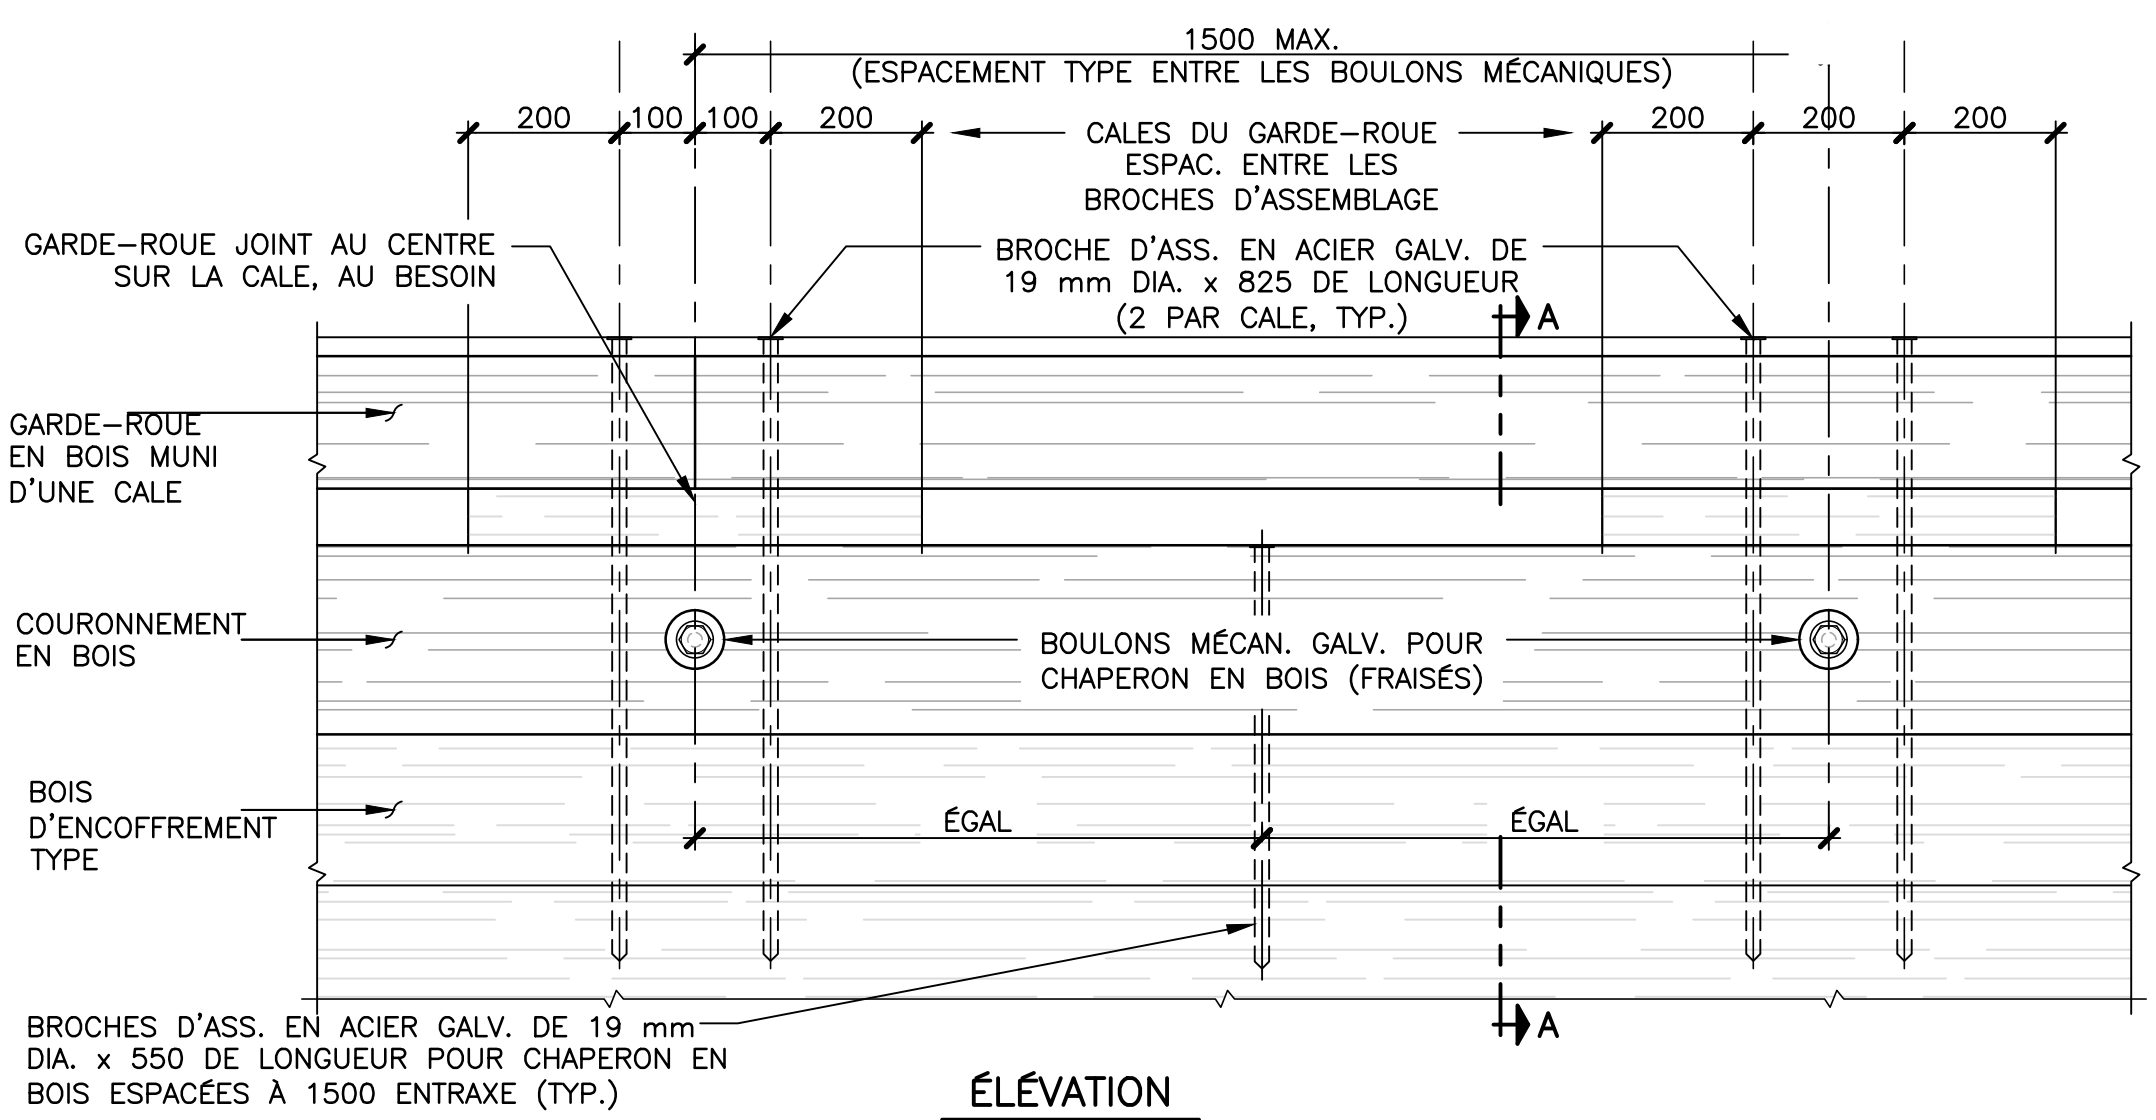 1500 MAX.
(ESPACEMENT TYPE ENTRE LES BOULONS MÉCANIQUES)
200 100 100 200
200 200 200
CALES DU GARDE-ROUE
ESPAC. ENTRE LES
BROCHES D'ASSEMBLAGE
GARDE-ROUE JOINT AU CENTRE
SUR LA CALE, AU BESOIN
BROCHE D'ASS. EN ACIER GALV. DE
19 mm DIA. x 825 DE LONGUEUR
(2 PAR CALE, TYP.)
A
GARDE-ROUE
EN BOIS MUNI
D'UNE CALE
COURONNEMENT
EN BOIS
BOULONS MÉCAN. GALV. POUR
CHAPERON EN BOIS (FRAISÉS)
BOIS
D'ENCOFFREMENT
TYPE
ÉGAL ÉGAL
BROCHES D'ASS. EN ACIER GALV. DE 19 mm
DIA. x 550 DE LONGUEUR POUR CHAPERON EN
BOIS ESPACÉES À 1500 ENTRAXE (TYP.)
A
ÉLÉVATION